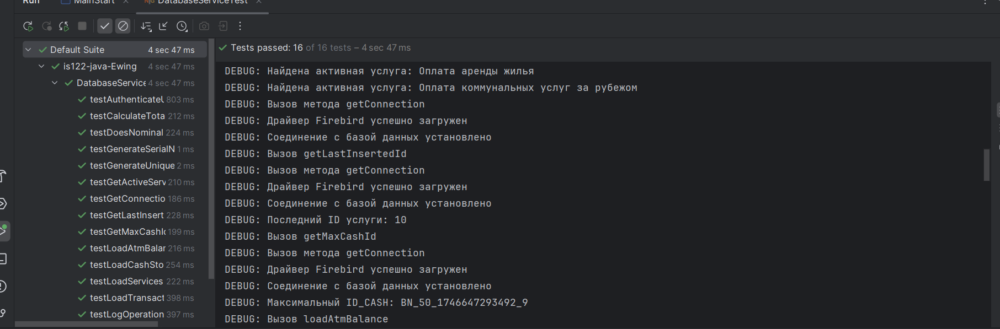 Run MainStart DatabaseServiceTest
Default Suite 4 sec 47 ms
is122-java-Ewing 4 sec 47 ms
DatabaseService 4 sec 47 ms
testAuthenticateU 803 ms
testCalculateTota 212 ms
testDoesNominal 224 ms
testGenerateSerialN 1 ms
testGenerateUnique 2 ms
testGetActiveServ 210 ms
testGetConnectio 186 ms
testGetLastInsert 228 ms
testGetMaxCashId 199 ms
testLoadAtmBalan 216 ms
testLoadCashSto 254 ms
testLoadServices 222 ms
testLoadTransact 398 ms
testLogOperation 397 ms
Tests passed: 16 of 16 tests – 4 sec 47 ms
DEBUG: Найдена активная услуга: Оплата аренды жилья
DEBUG: Найдена активная услуга: Оплата коммунальных услуг за рубежом
DEBUG: Вызов метода getConnection
DEBUG: Драйвер Firebird успешно загружен
DEBUG: Соединение с базой данных установлено
DEBUG: Вызов getLastInsertedId
DEBUG: Вызов метода getConnection
DEBUG: Драйвер Firebird успешно загружен
DEBUG: Соединение с базой данных установлено
DEBUG: Последний ID услуги: 10
DEBUG: Вызов getMaxCashId
DEBUG: Вызов метода getConnection
DEBUG: Драйвер Firebird успешно загружен
DEBUG: Соединение с базой данных установлено
DEBUG: Максимальный ID_CASH: BN_50_1746647293492_9
DEBUG: Вызов loadAtmBalance